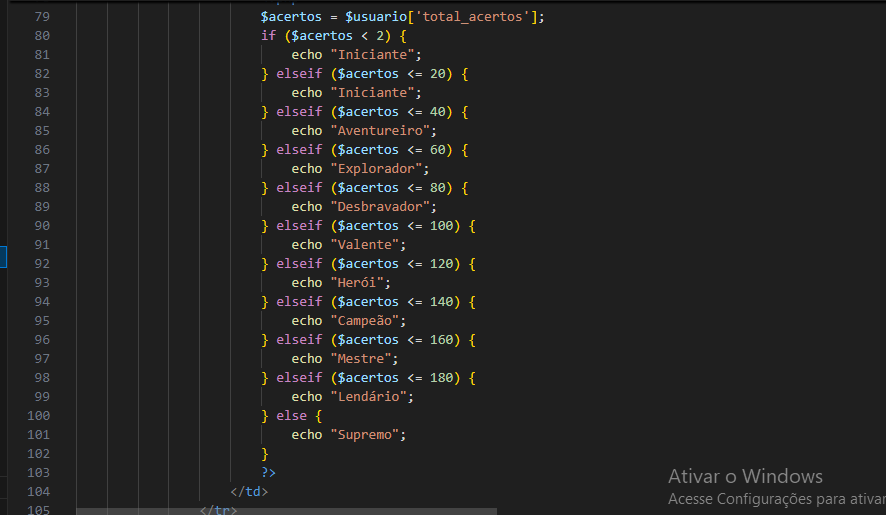 79 $acertos = $usuario['total_acertos'];
80 if ($acertos < 2) {
81 echo "Iniciante";
82 } elseif ($acertos <= 20) {
83 echo "Iniciante";
84 } elseif ($acertos <= 40) {
85 echo "Aventureiro";
86 } elseif ($acertos <= 60) {
87 echo "Explorador";
88 } elseif ($acertos <= 80) {
89 echo "Desbravador";
90 } elseif ($acertos <= 100) {
91 echo "Valente";
92 } elseif ($acertos <= 120) {
93 echo "Herói";
94 } elseif ($acertos <= 140) {
95 echo "Campeão";
96 } elseif ($acertos <= 160) {
97 echo "Mestre";
98 } elseif ($acertos <= 180) {
99 echo "Lendário";
100 } else {
101 echo "Supremo";
102 }
103 ?>
104 </td>
105 </tr>
Ativar o Windows
Acesse Configurações para ativar